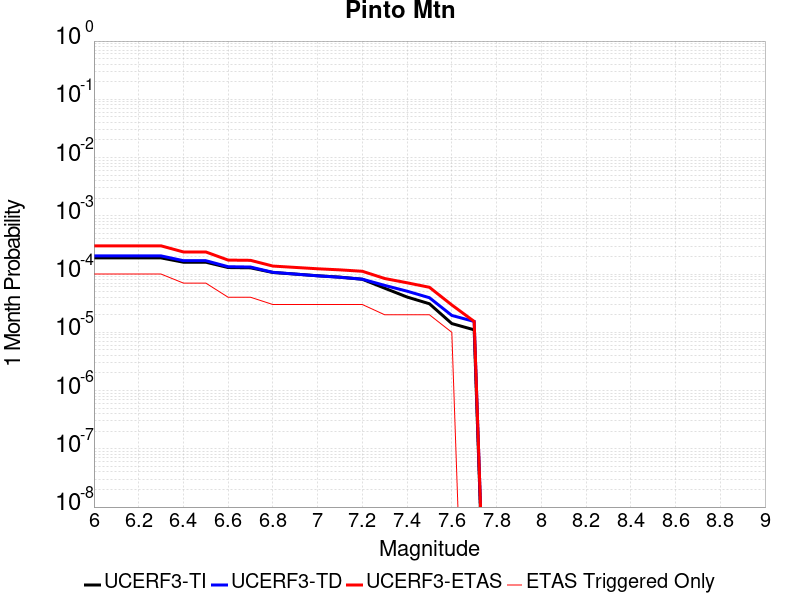 Pinto Mtn
10^0
10^-1
10^-2
10^-3
10^-4
10^-5
10^-6
10^-7
10^-8
1 Month Probability
6 6.2 6.4 6.6 6.8 7 7.2 7.4 7.6 7.8 8 8.2 8.4 8.6 8.8 9
Magnitude
UCERF3-TI UCERF3-TD UCERF3-ETAS ETAS Triggered Only